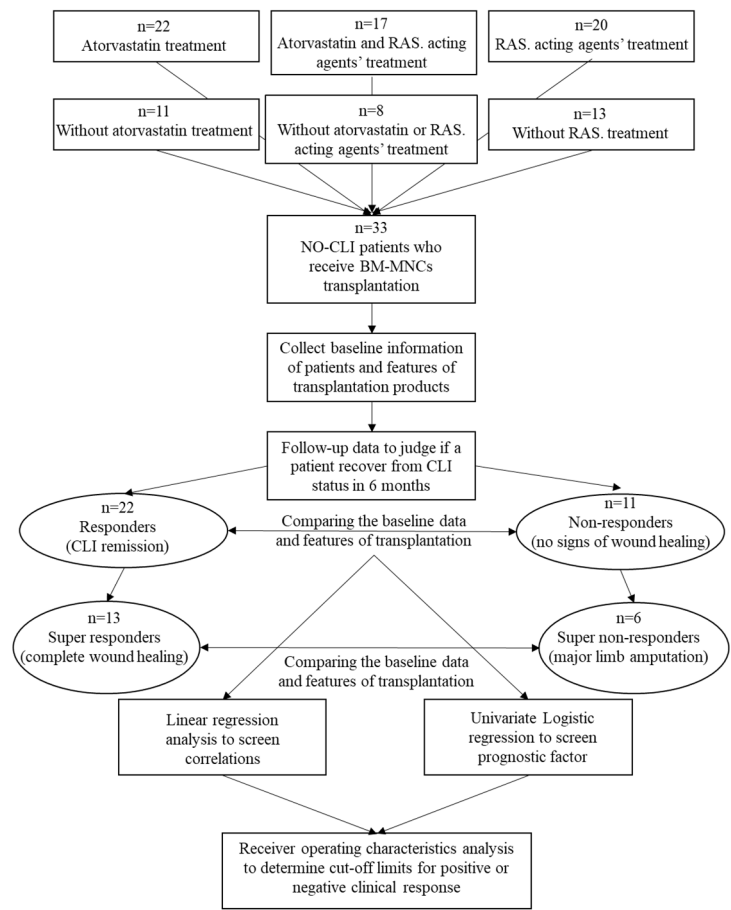 n=22
Atorvastatin treatment
n=17
Atorvastatin and RAS. acting
agents' treatment
n=20
RAS. acting agents' treatment
n=11
Without atorvastatin treatment
n=8
Without atorvastatin or RAS.
acting agents' treatment
n=13
Without RAS. treatment
n=33
NO-CLI patients who
receive BM-MNCs
transplantation
Collect baseline information
of patients and features of
transplantation products
Follow-up data to judge if a
patient recover from CLI
status in 6 months
n=22
Responders
(CLI remission)
Comparing the baseline data
and features of transplantation
n=11
Non-responders
(no signs of wound healing)
n=13
Super responders
(complete wound healing)
Comparing the baseline data
and features of transplantation
n=6
Super non-responders
(major limb amputation)
Linear regression
analysis to screen
correlations
Univariate Logistic
regression to screen
prognostic factor
Receiver operating characteristics analysis
to determine cut-off limits for positive or
negative clinical response